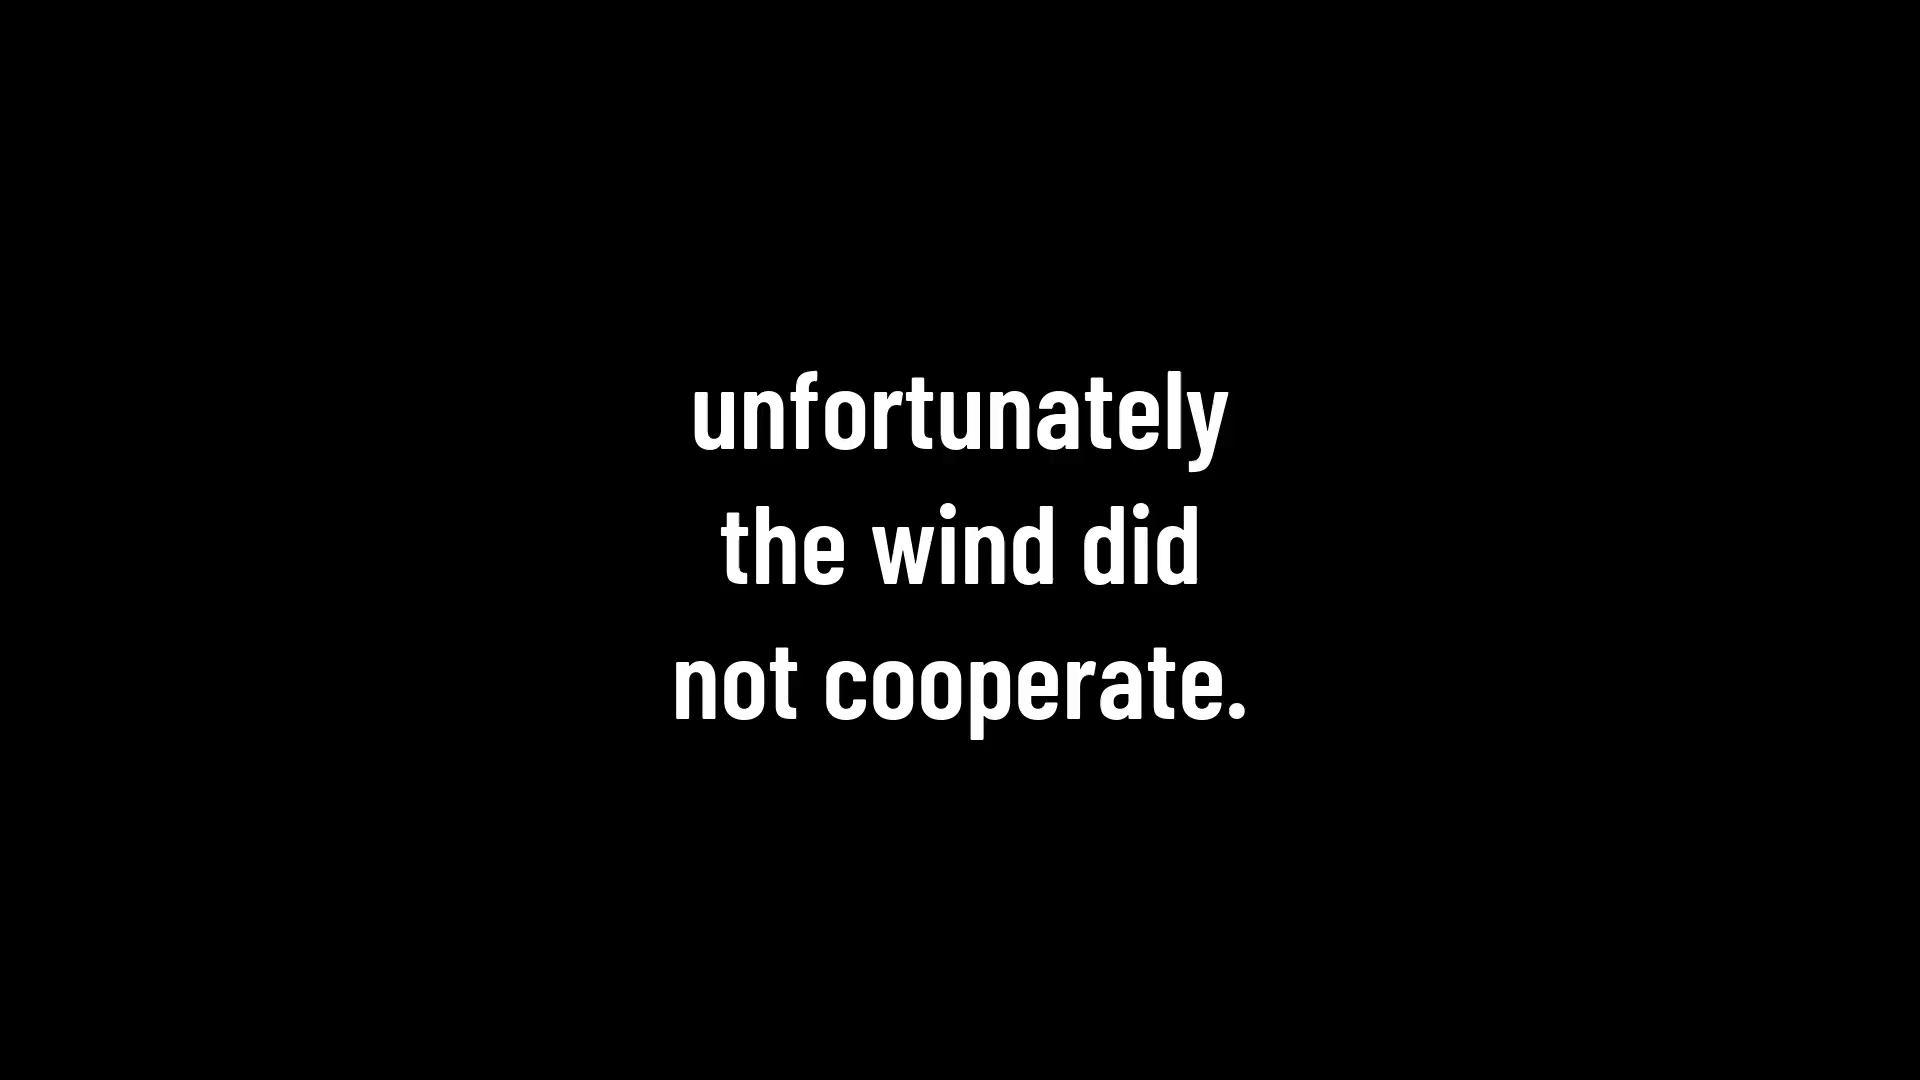 unfortunately
the wind did
not cooperate.